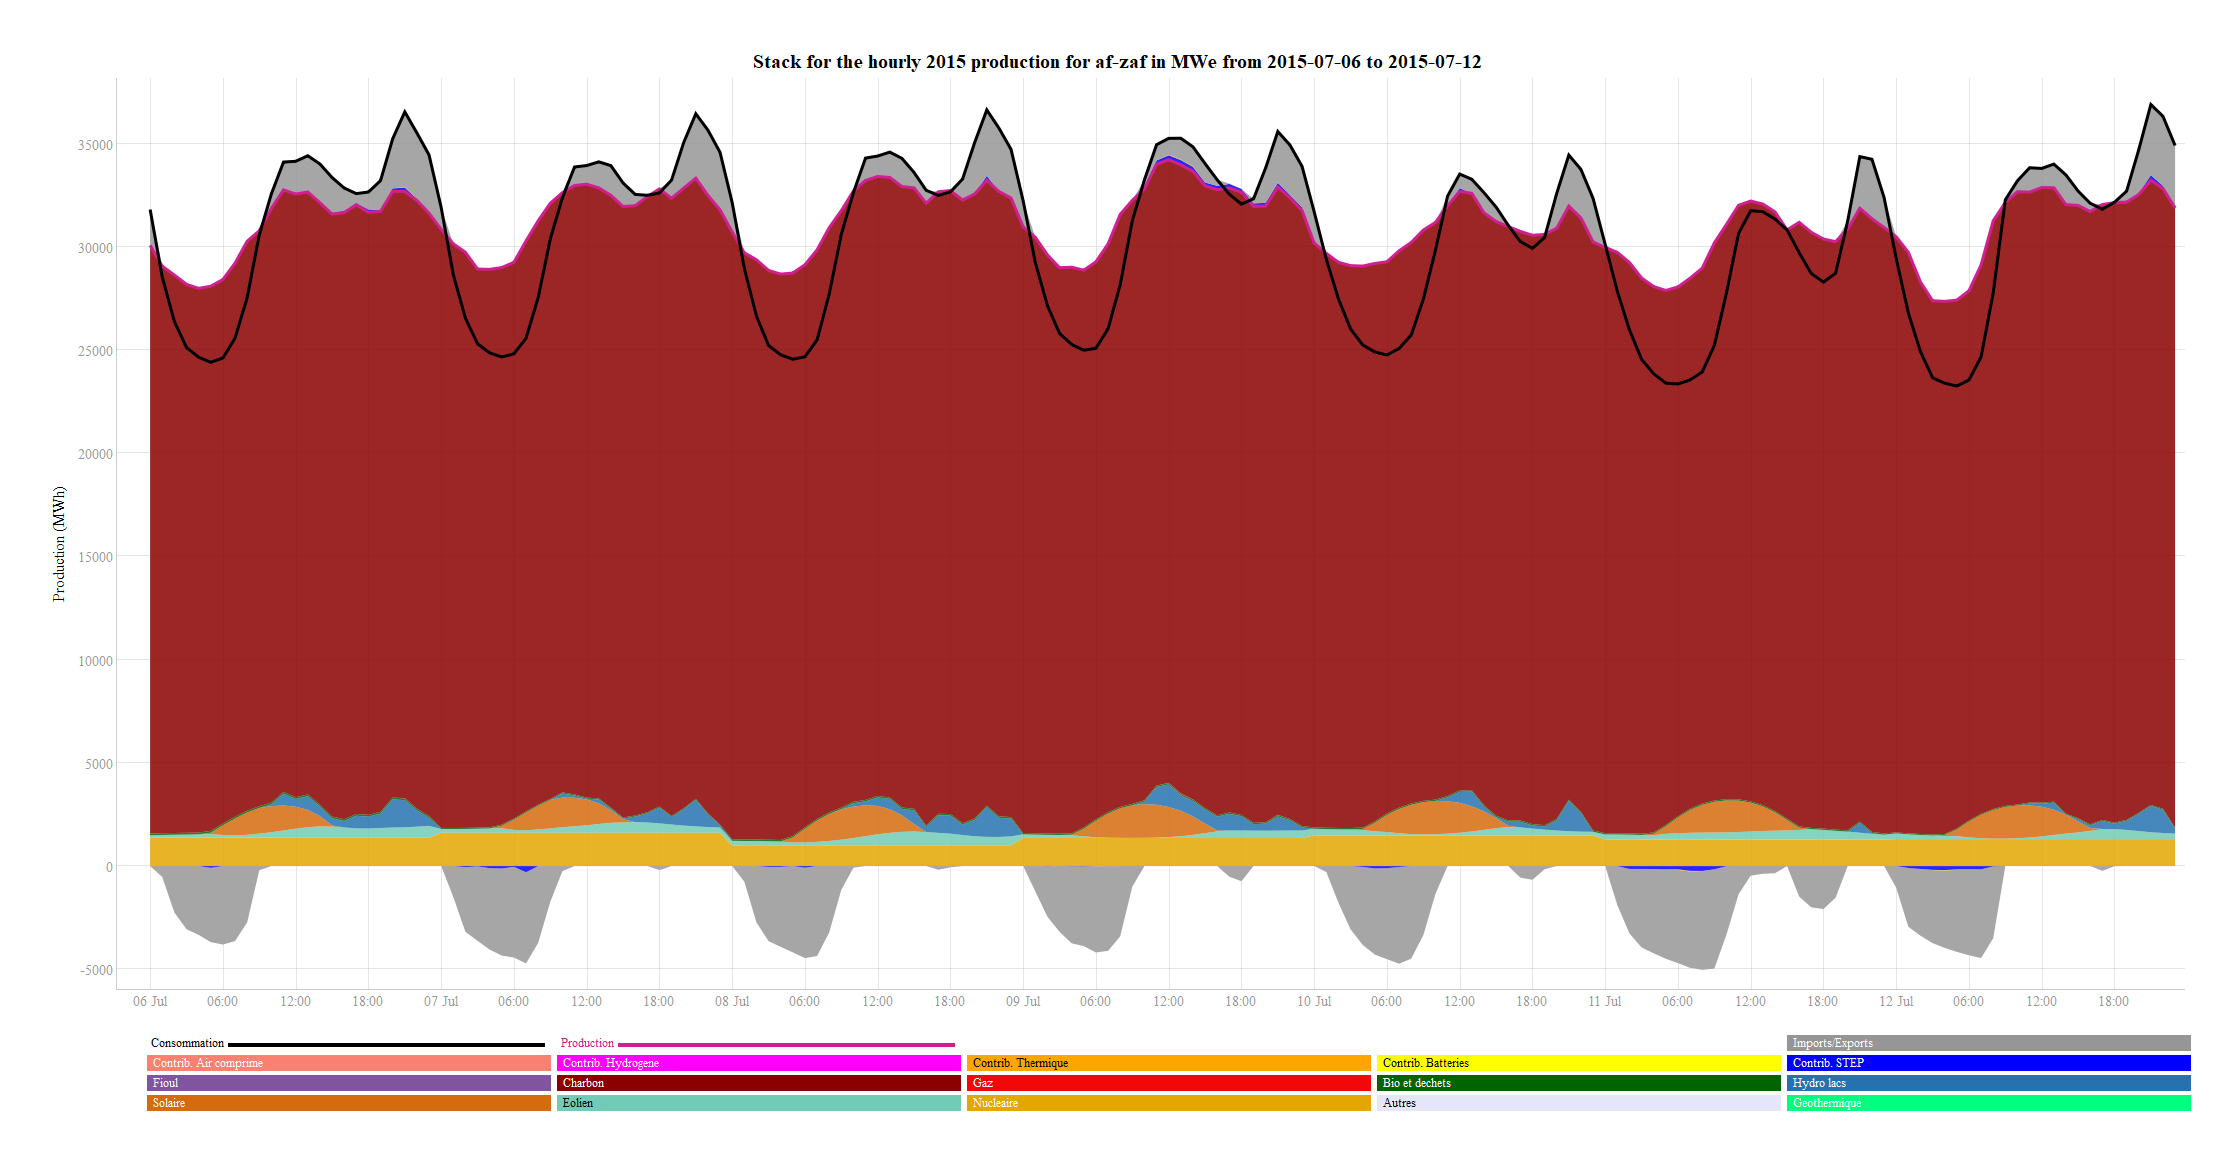 Stack for the hourly 2015 production for af-zaf in MWe from 2015-07-06 to 2015-07-12
Production (MWh)
35000
30000
25000
20000
15000
10000
5000
0
-5000
06 Jul 06:00 12:00 18:00 07 Jul 06:00 12:00 18:00 08 Jul 06:00 12:00 18:00 09 Jul 06:00 12:00 18:00 10 Jul 06:00 12:00 18:00 11 Jul 06:00 12:00 18:00 12 Jul 06:00 12:00 18:00
Consommation Production Imports/Exports
Contrib. Air comprime Contrib. Hydrogene Contrib. Thermique Contrib. Batteries Contrib. STEP
Fioul Charbon Gaz Bio et dechets Hydro lacs
Solaire Eolien Nucleaire Autres Geothermique